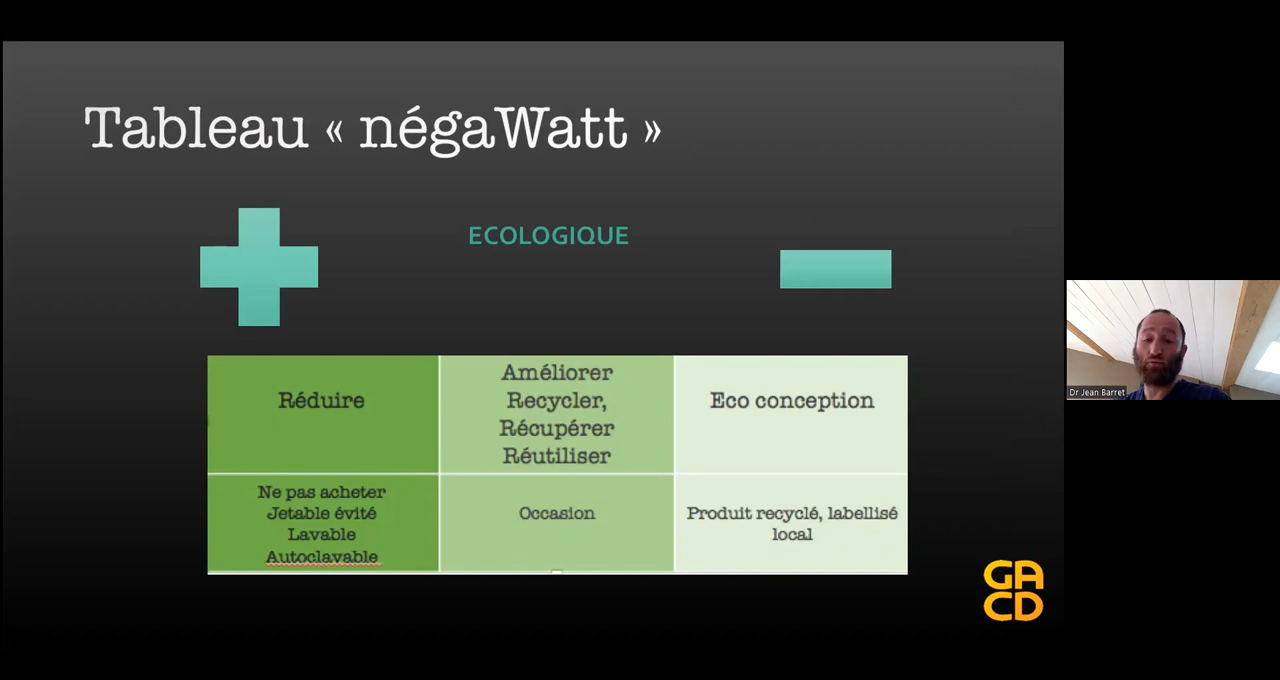 Tableau « négaWatt »
ECOLOGIQUE
Réduire
Améliorer
Recycler,
Récupérer
Réutiliser
Eco conception
Ne pas acheter
Jetable évité
Lavable
Autoclavable
Occasion
Produit recyclé, labellisé
local
GA
CD
Dr Jean Barret